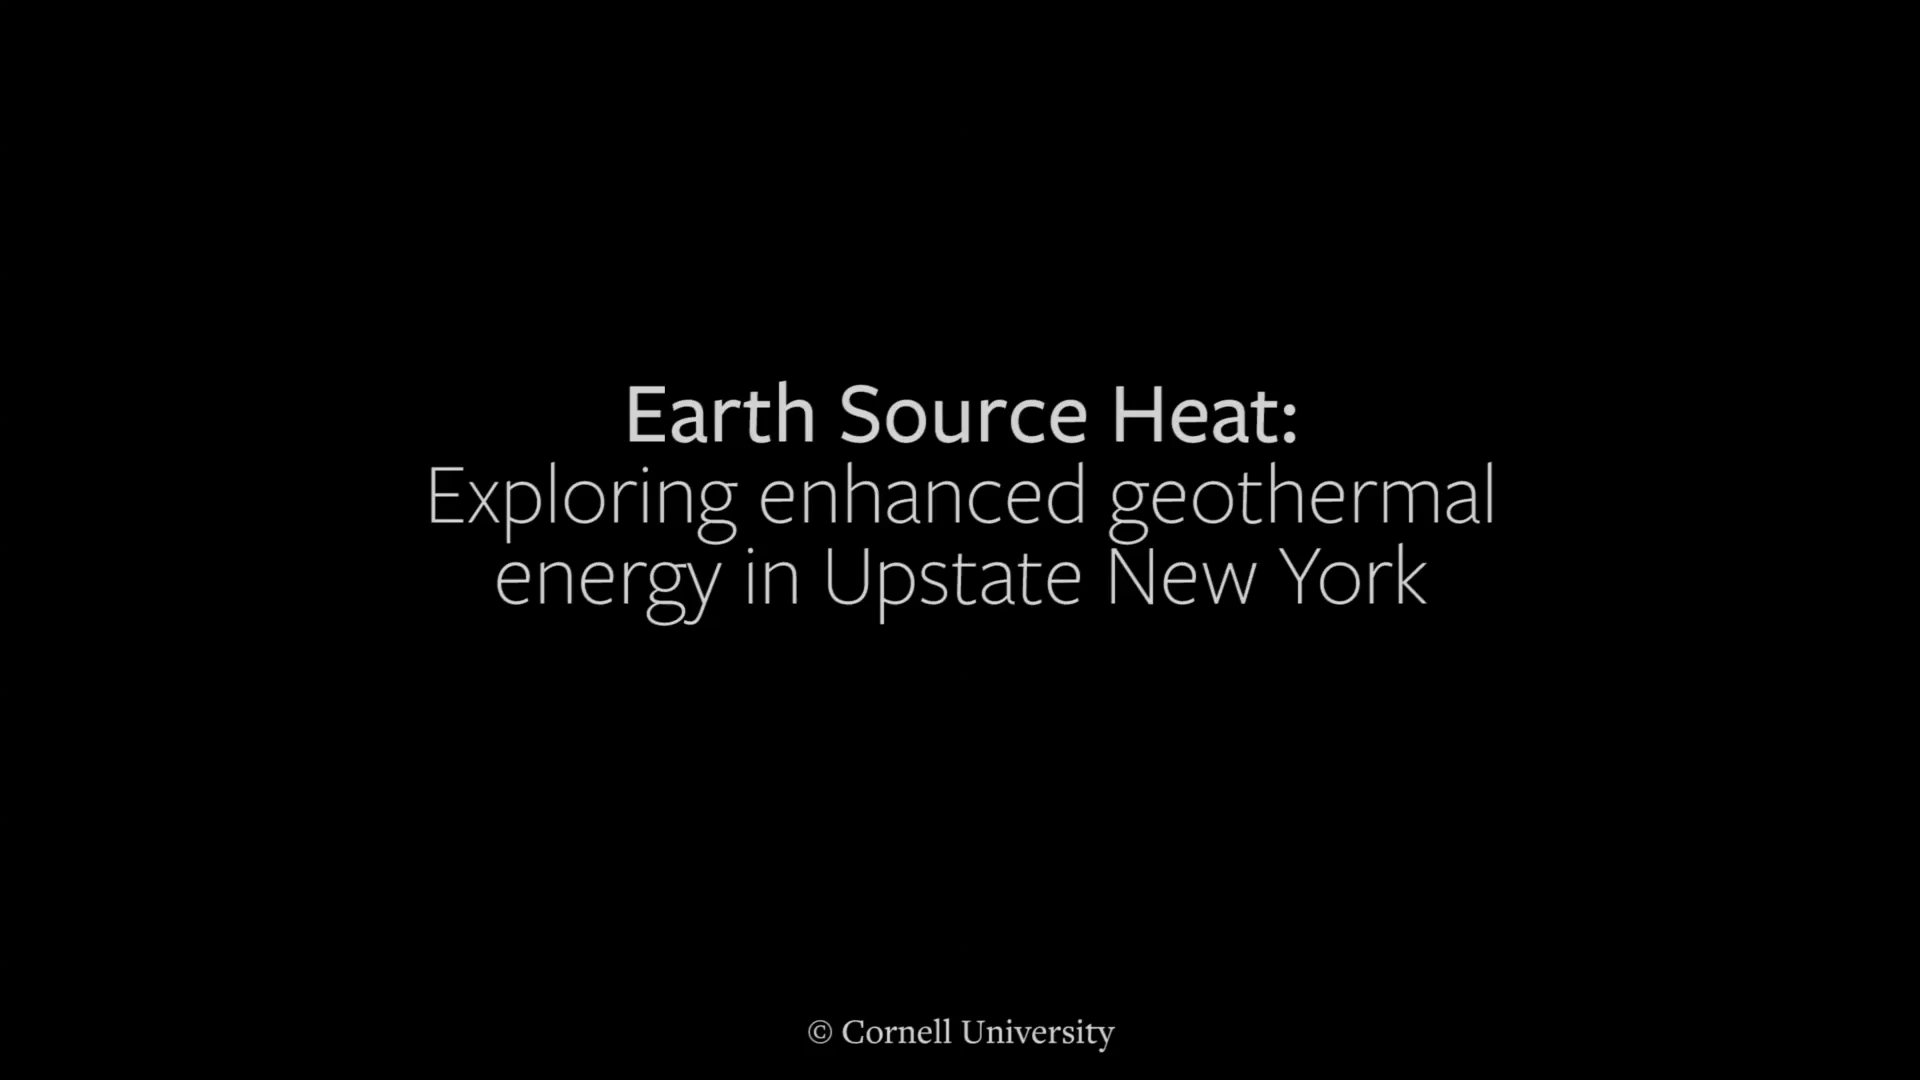 Earth Source Heat:
Exploring enhanced geothermal
energy in Upstate New York
© Cornell University